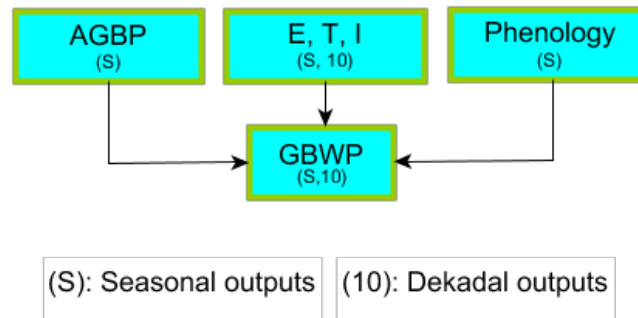 AGBP
(S)
E, T, I
(S, 10)
Phenology
(S)
GBWP
(S,10)
(S): Seasonal outputs
(10): Dekadal outputs